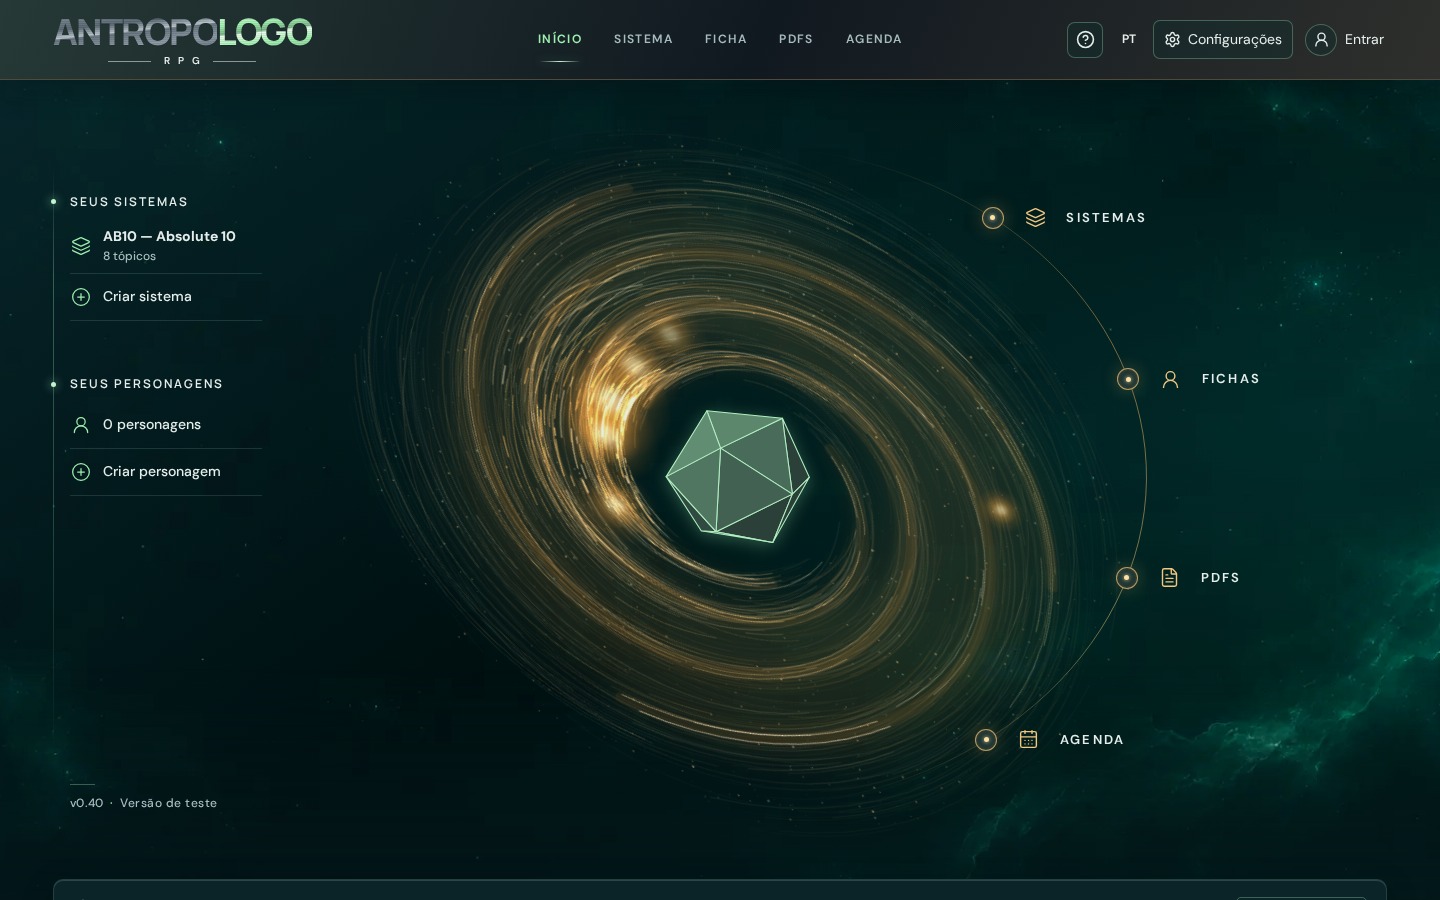 ANTROPOLOGO
RPG
INÍCIO
SISTEMA
FICHA
PDFS
AGENDA
PT
Configurações
Entrar
SEUS SISTEMAS
AB10 — Absolute 10
8 tópicos
Criar sistema
SEUS PERSONAGENS
0 personagens
Criar personagem
v0.40 · Versão de teste
SISTEMAS
FICHAS
PDFS
AGENDA